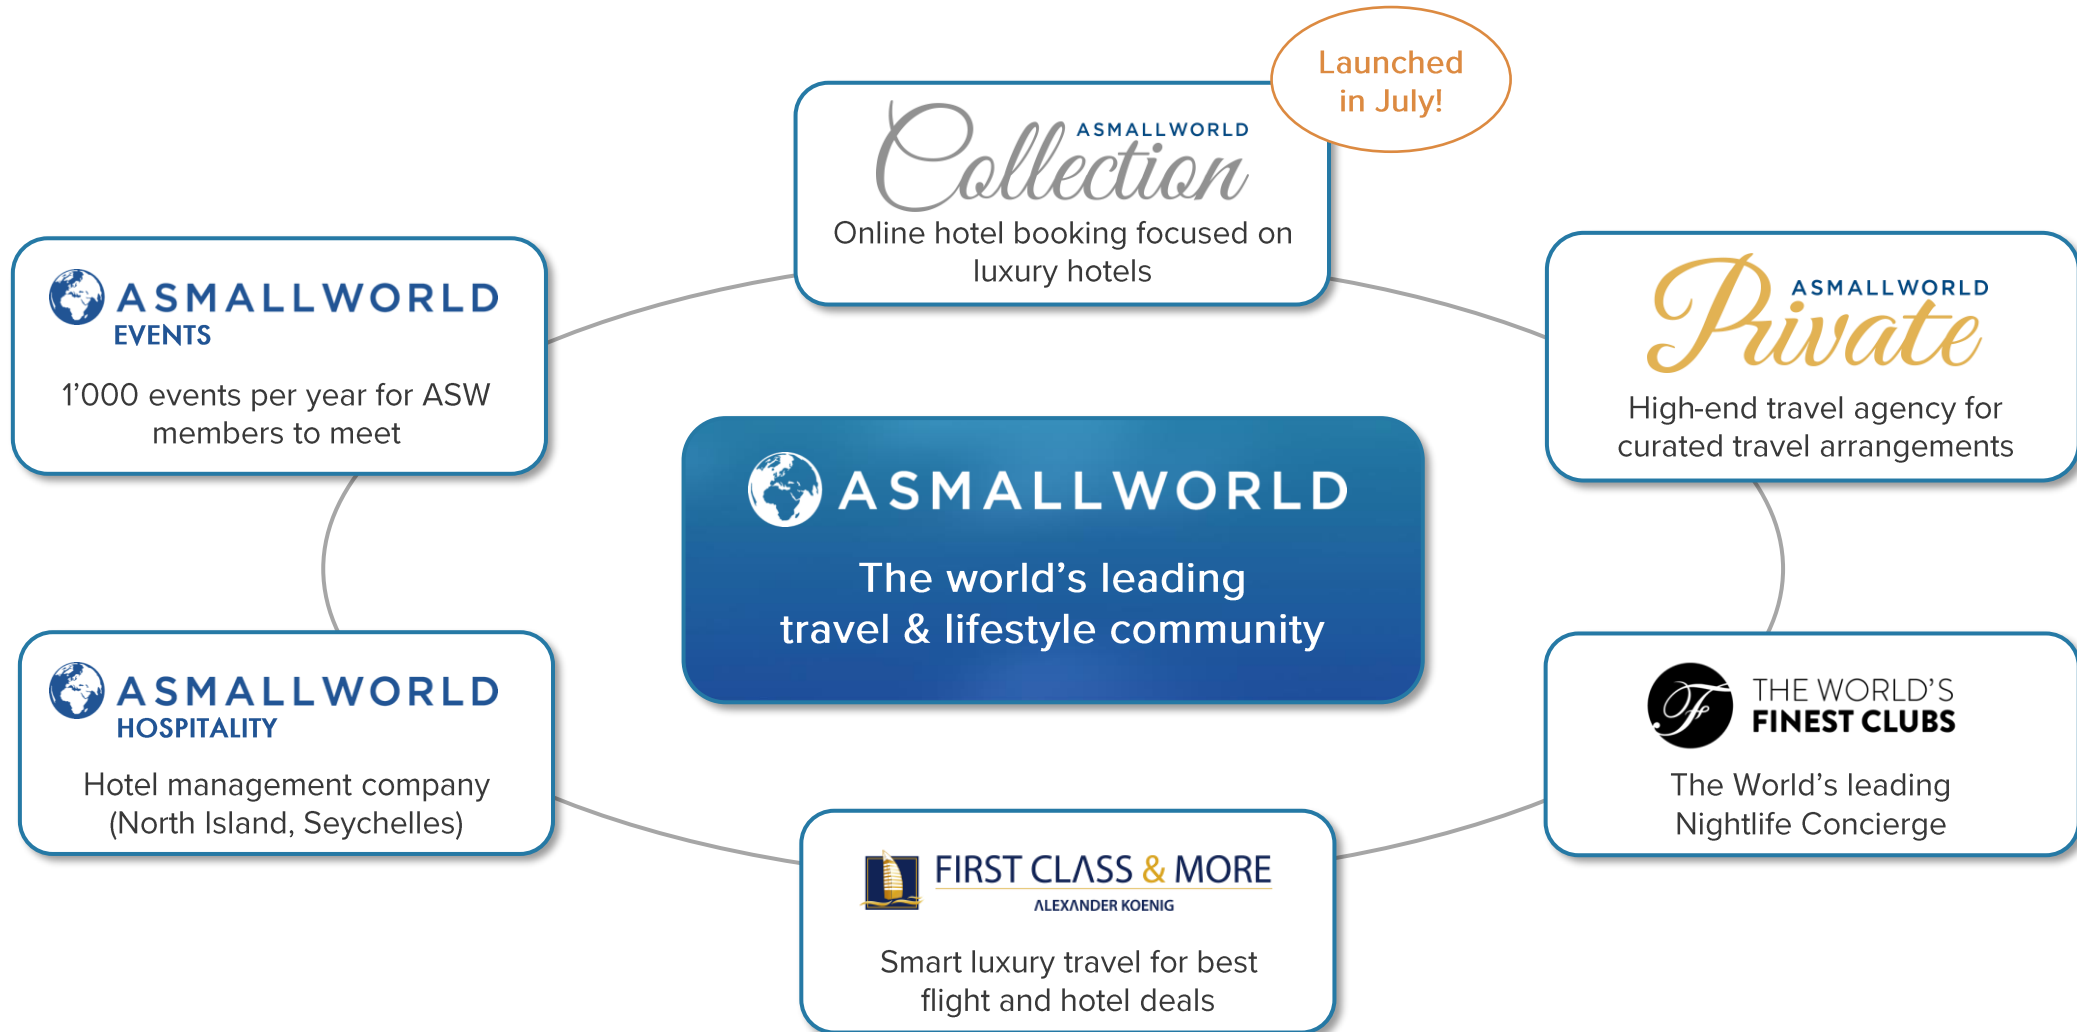 Launched
in July!
ASMALLWORLD
Collection
Online hotel booking focused on
luxury hotels
ASMALLWORLD
EVENTS
1’000 events per year for ASW
members to meet
ASMALLWORLD
Private
High-end travel agency for
curated travel arrangements
ASMALLWORLD
The world’s leading
travel & lifestyle community
ASMALLWORLD
HOSPITALITY
Hotel management company
(North Island, Seychelles)
F
THE WORLD’S
FINEST CLUBS
The World’s leading
Nightlife Concierge
FIRST CLASS & MORE
ALEXANDER KOENIG
Smart luxury travel for best
flight and hotel deals